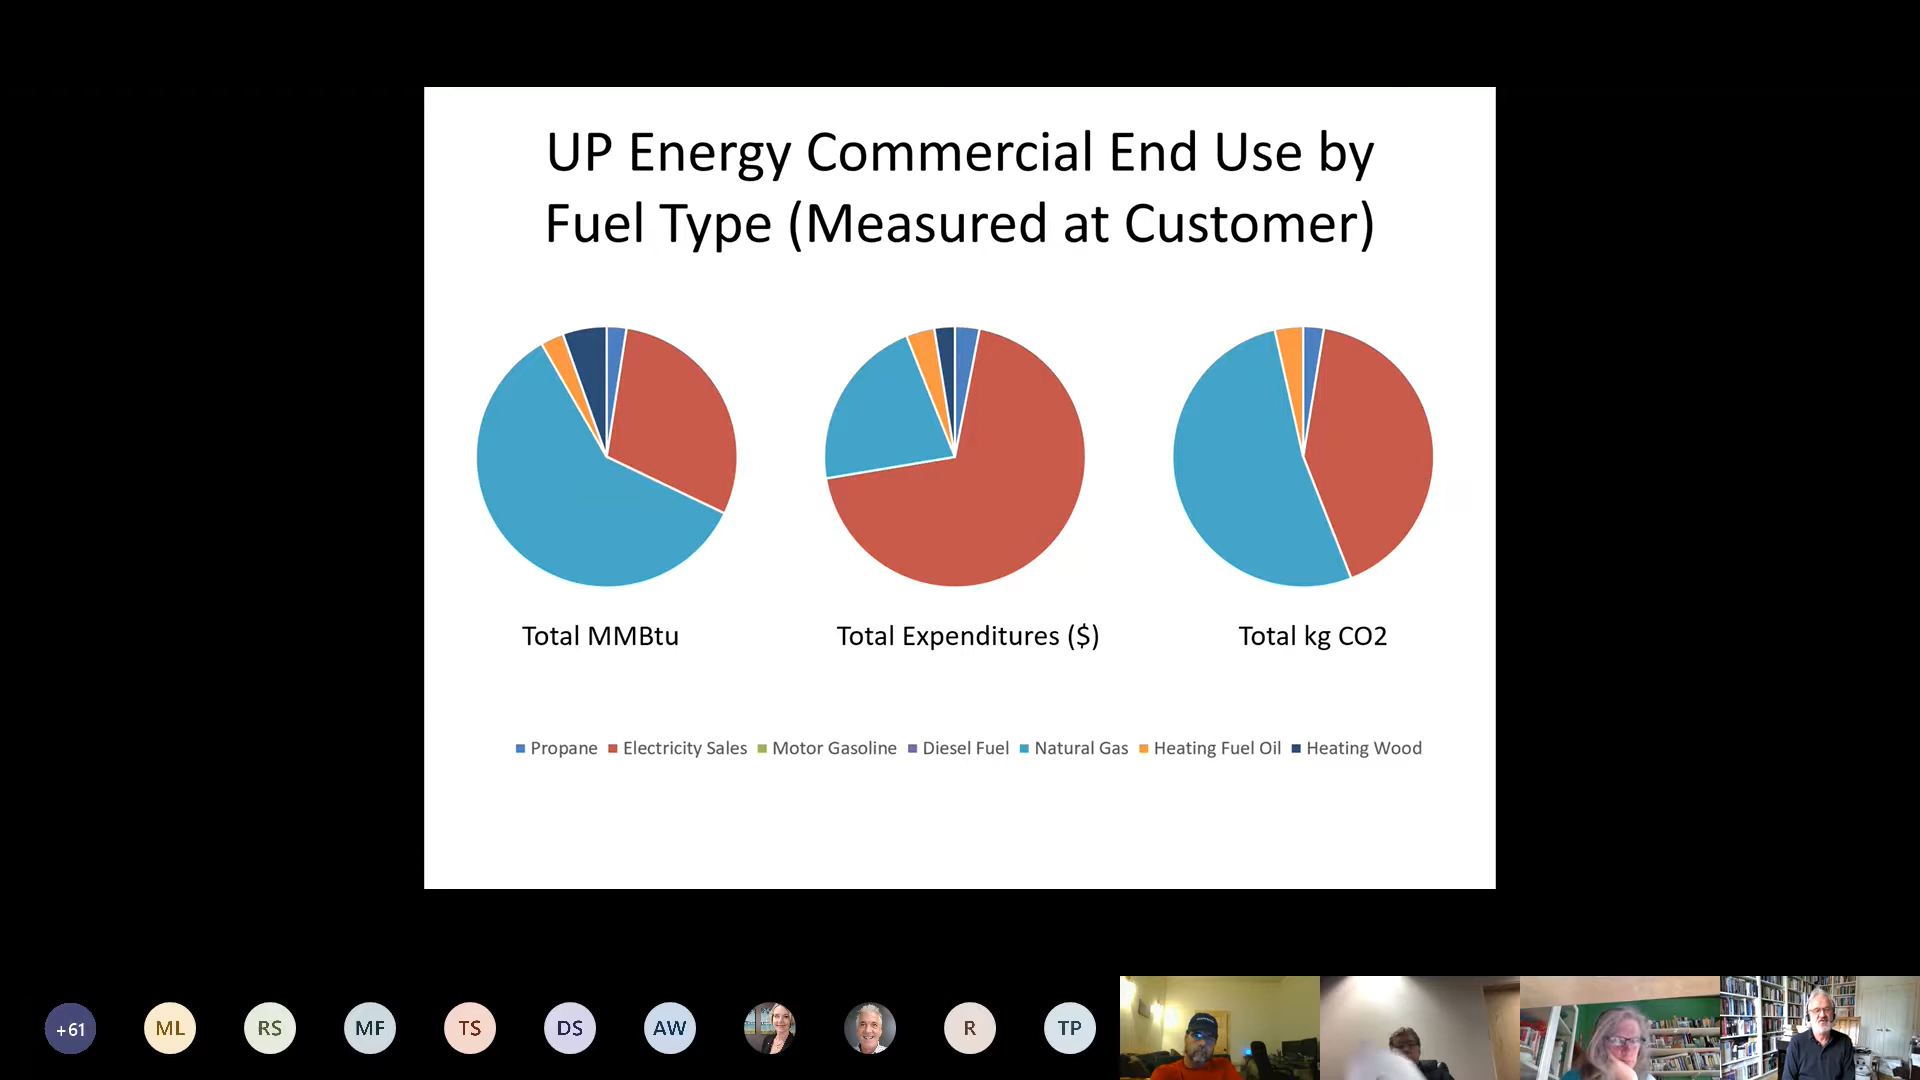 UP Energy Commercial End Use by
Fuel Type (Measured at Customer)
Total MMBtu
Total Expenditures ($)
Total kg CO2
Propane Electricity Sales Motor Gasoline Diesel Fuel Natural Gas Heating Fuel Oil Heating Wood
+61 ML RS MF TS DS AW R TP